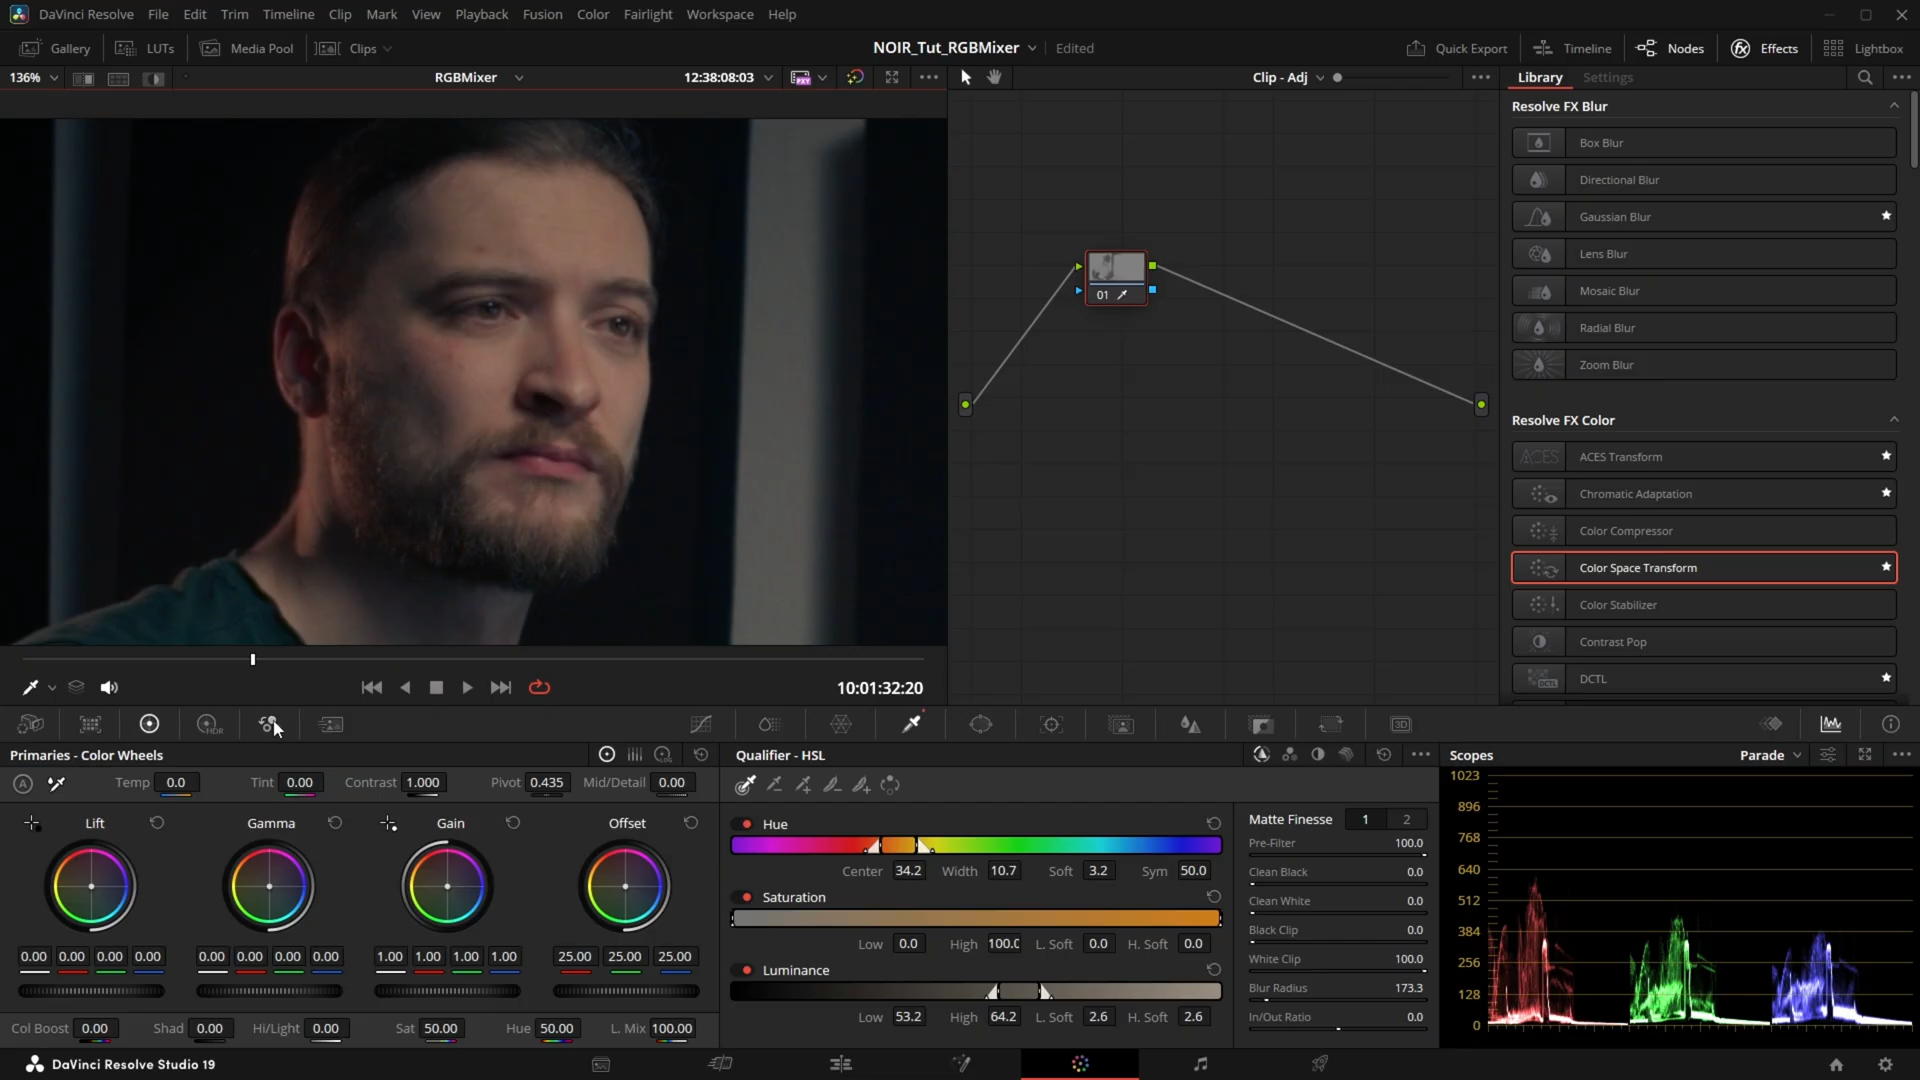 DaVinci Resolve File Edit Trim Timeline Clip Mark View Playback Fusion Color Fairlight Workspace Help
Gallery LUTs Media Pool Clips NOIR_Tut_RGBMixer Edited Quick Export Timeline Nodes Effects Lightbox
136% RGBMixer 12:38:08:03 PXY Clip - Adj Library Settings
Resolve FX Blur
Box Blur
Directional Blur
Gaussian Blur
Lens Blur
Mosaic Blur
Radial Blur
Zoom Blur
01
Resolve FX Color
ACES Transform
Chromatic Adaptation
Color Compressor
Color Space Transform
Color Stabilizer
Contrast Pop
DCTL
10:01:32:20
HDR
3D
Primaries - Color Wheels
LOG
A Temp 0.0 Tint 0.00 Contrast 1.000 Pivot 0.435 Mid/Detail 0.00
Lift Gamma Gain Offset
0.00 0.00 0.00 0.00 0.00 0.00 0.00 0.00 1.00 1.00 1.00 1.00 25.00 25.00 25.00
Col Boost 0.00 Shad 0.00 Hi/Light 0.00 Sat 50.00 Hue 50.00 L. Mix 100.00
Qualifier - HSL
Hue
Center 34.2 Width 10.7 Soft 3.2 Sym 50.0
Saturation
Low 0.0 High 100.0 L. Soft 0.0 H. Soft 0.0
Luminance
Low 53.2 High 64.2 L. Soft 2.6 H. Soft 2.6
Matte Finesse 1 2
Pre-Filter 100.0
Clean Black 0.0
Clean White 0.0
Black Clip 0.0
White Clip 100.0
Blur Radius 173.3
In/Out Ratio 0.0
Scopes Parade
1023
896
768
640
512
384
256
128
0
DaVinci Resolve Studio 19